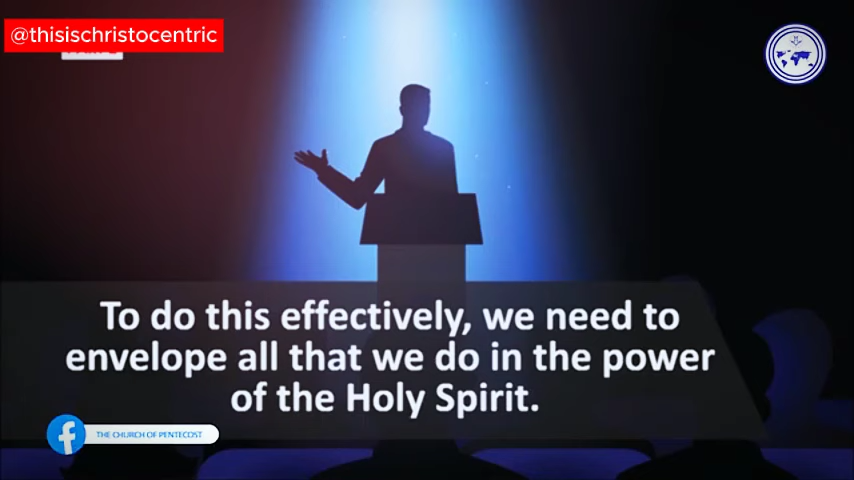 @thisischristocentric
To do this effectively, we need to
envelope all that we do in the power
of the Holy Spirit.
THE CHURCH OF PENTECOST